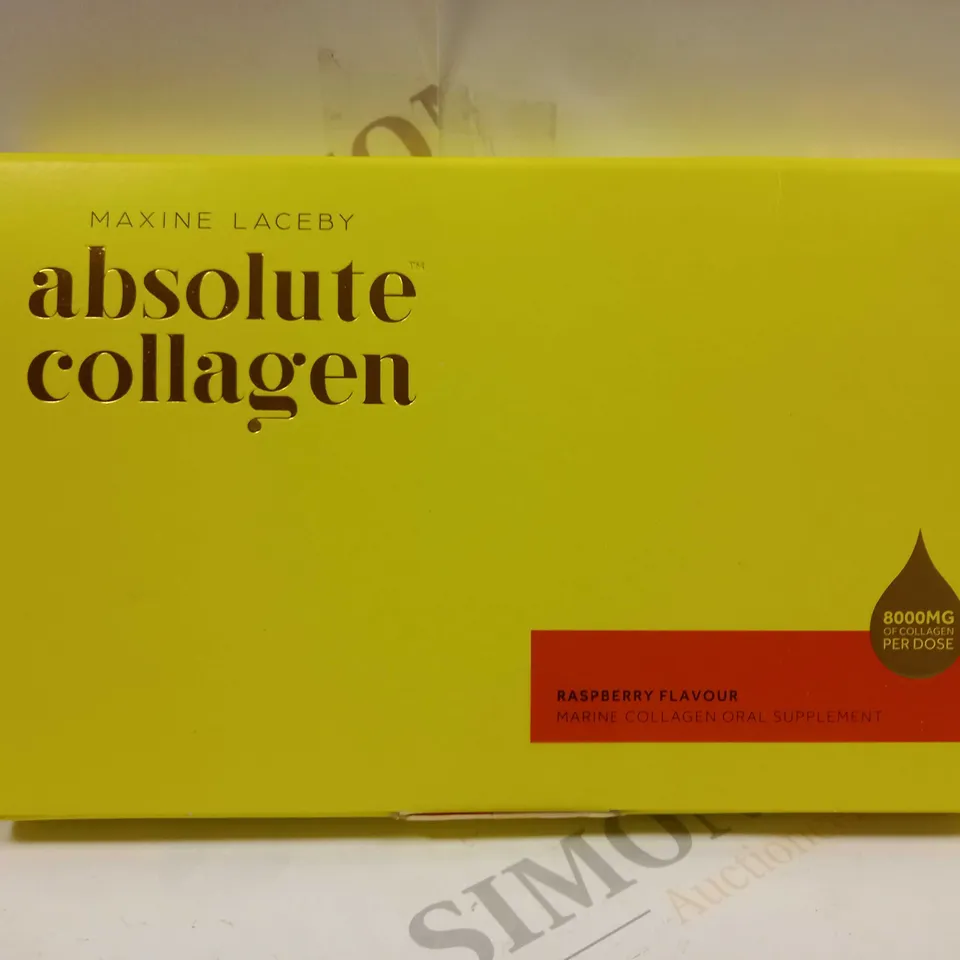 MAXINE LACEBY
absolute™
collagen
8000MG
OF COLLAGEN
PER DOSE
RASPBERRY FLAVOUR
MARINE COLLAGEN ORAL SUPPLEMENT